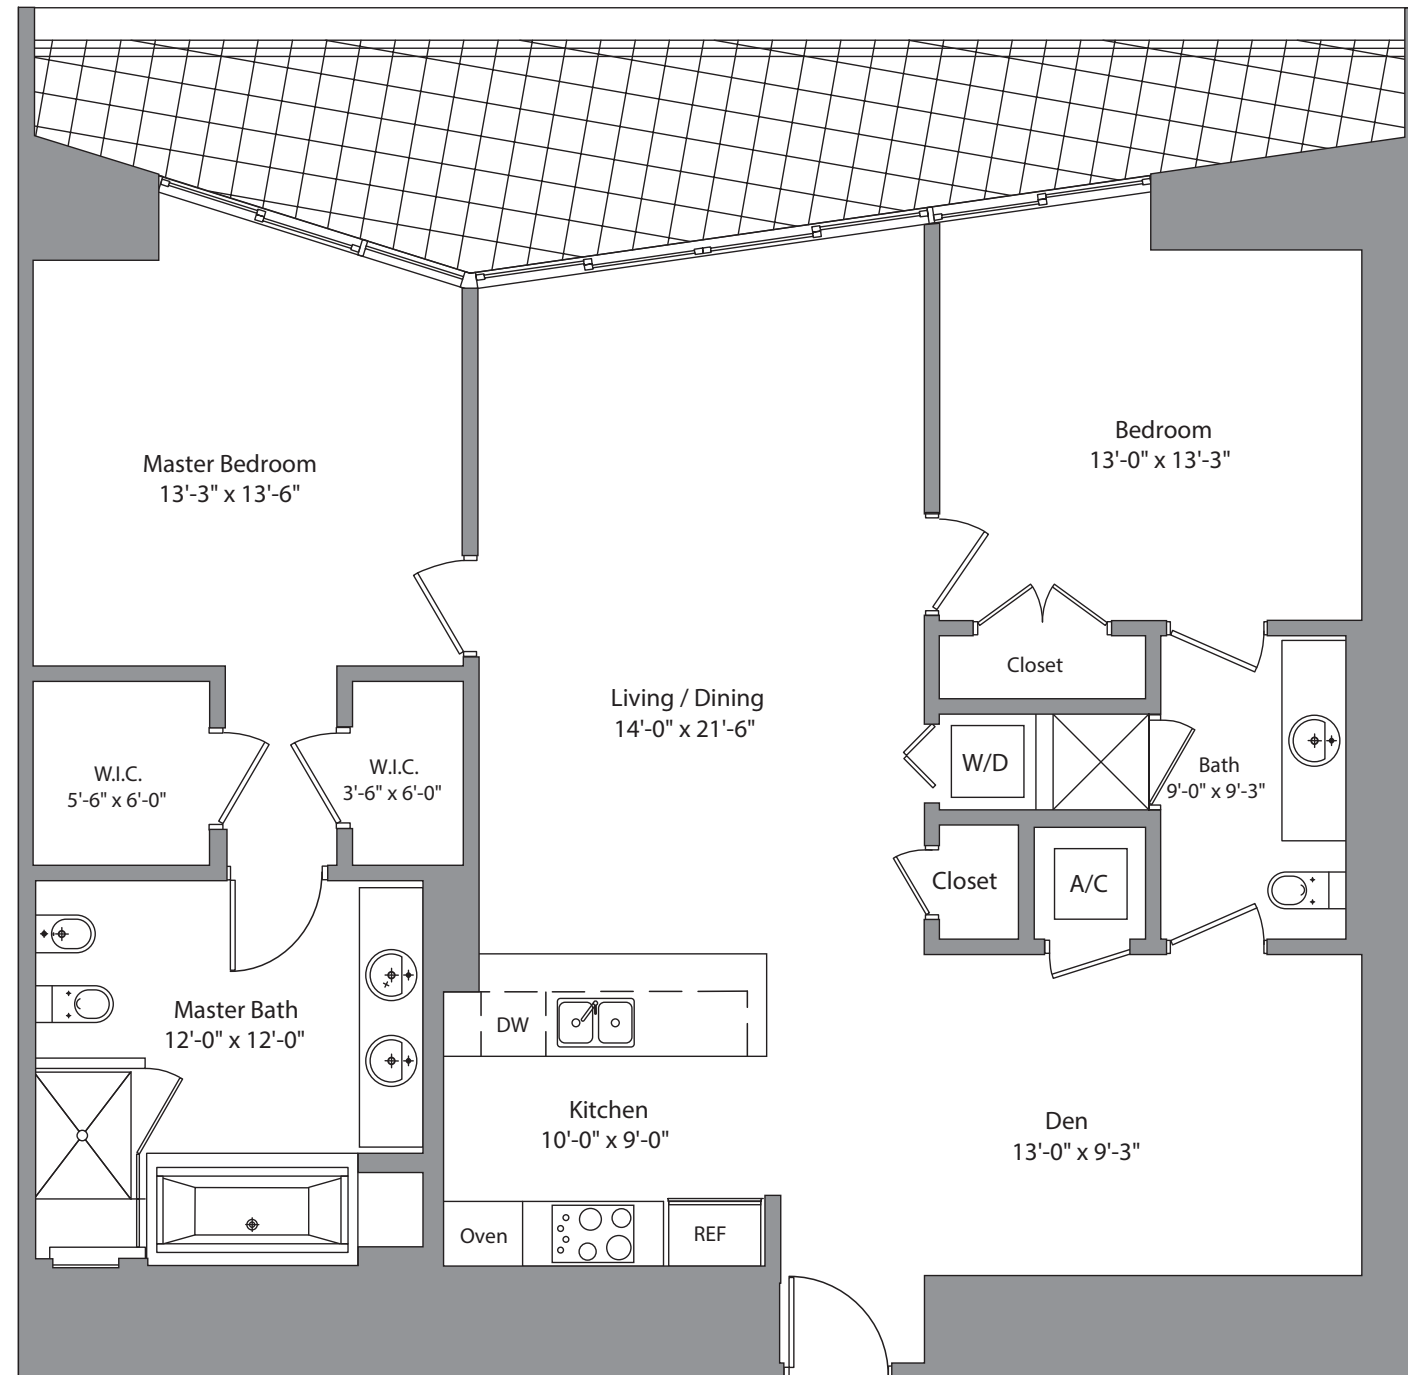 Bedroom
13'-0" x 13'-3"
Master Bedroom
13'-3" x 13'-6"
Closet
Living / Dining
14'-0" x 21'-6"
W.I.C.
5'-6" x 6'-0"
W.I.C.
3'-6" x 6'-0"
W/D
Bath
9'-0" x 9'-3"
Closet
A/C
Master Bath
12'-0" x 12'-0"
DW
Kitchen
10'-0" x 9'-0"
Den
13'-0" x 9'-3"
Oven
REF